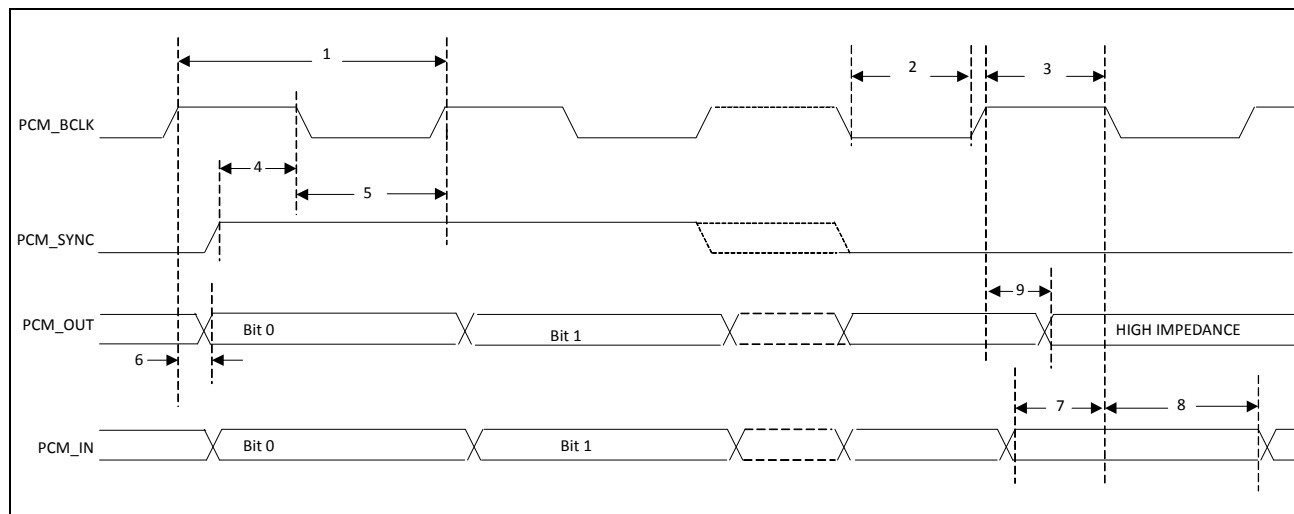 1
2
3
PCM_BCLK
4
5
PCM_SYNC
9
PCM_OUT
Bit 0
Bit 1
HIGH IMPEDANCE
6
7
8
PCM_IN
Bit 0
Bit 1